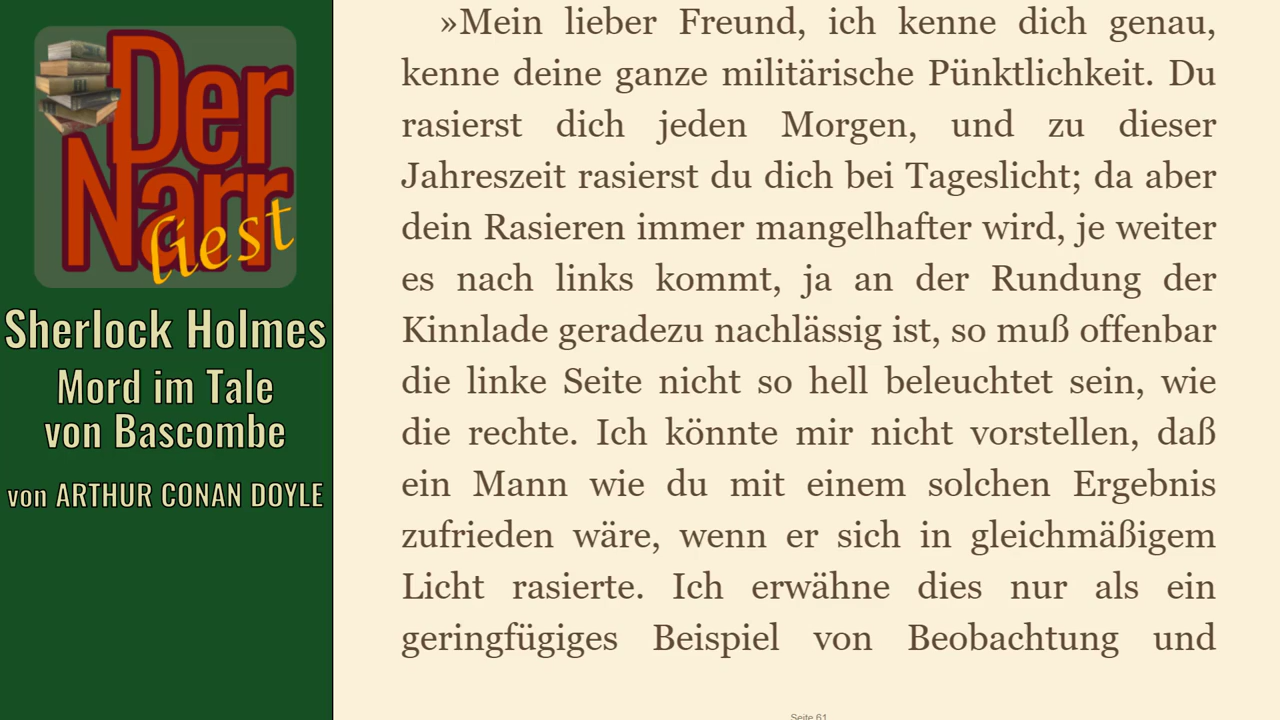 Der
Narr
liest
Sherlock Holmes
Mord im Tale
von Bascombe
von ARTHUR CONAN DOYLE
»Mein lieber Freund, ich kenne dich genau,
kenne deine ganze militärische Pünktlichkeit. Du
rasierst dich jeden Morgen, und zu dieser
Jahreszeit rasierst du dich bei Tageslicht; da aber
dein Rasieren immer mangelhafter wird, je weiter
es nach links kommt, ja an der Rundung der
Kinnlade geradezu nachlässig ist, so muß offenbar
die linke Seite nicht so hell beleuchtet sein, wie
die rechte. Ich könnte mir nicht vorstellen, daß
ein Mann wie du mit einem solchen Ergebnis
zufrieden wäre, wenn er sich in gleichmäßigem
Licht rasierte. Ich erwähne dies nur als ein
geringfügiges Beispiel von Beobachtung und
Seite 61